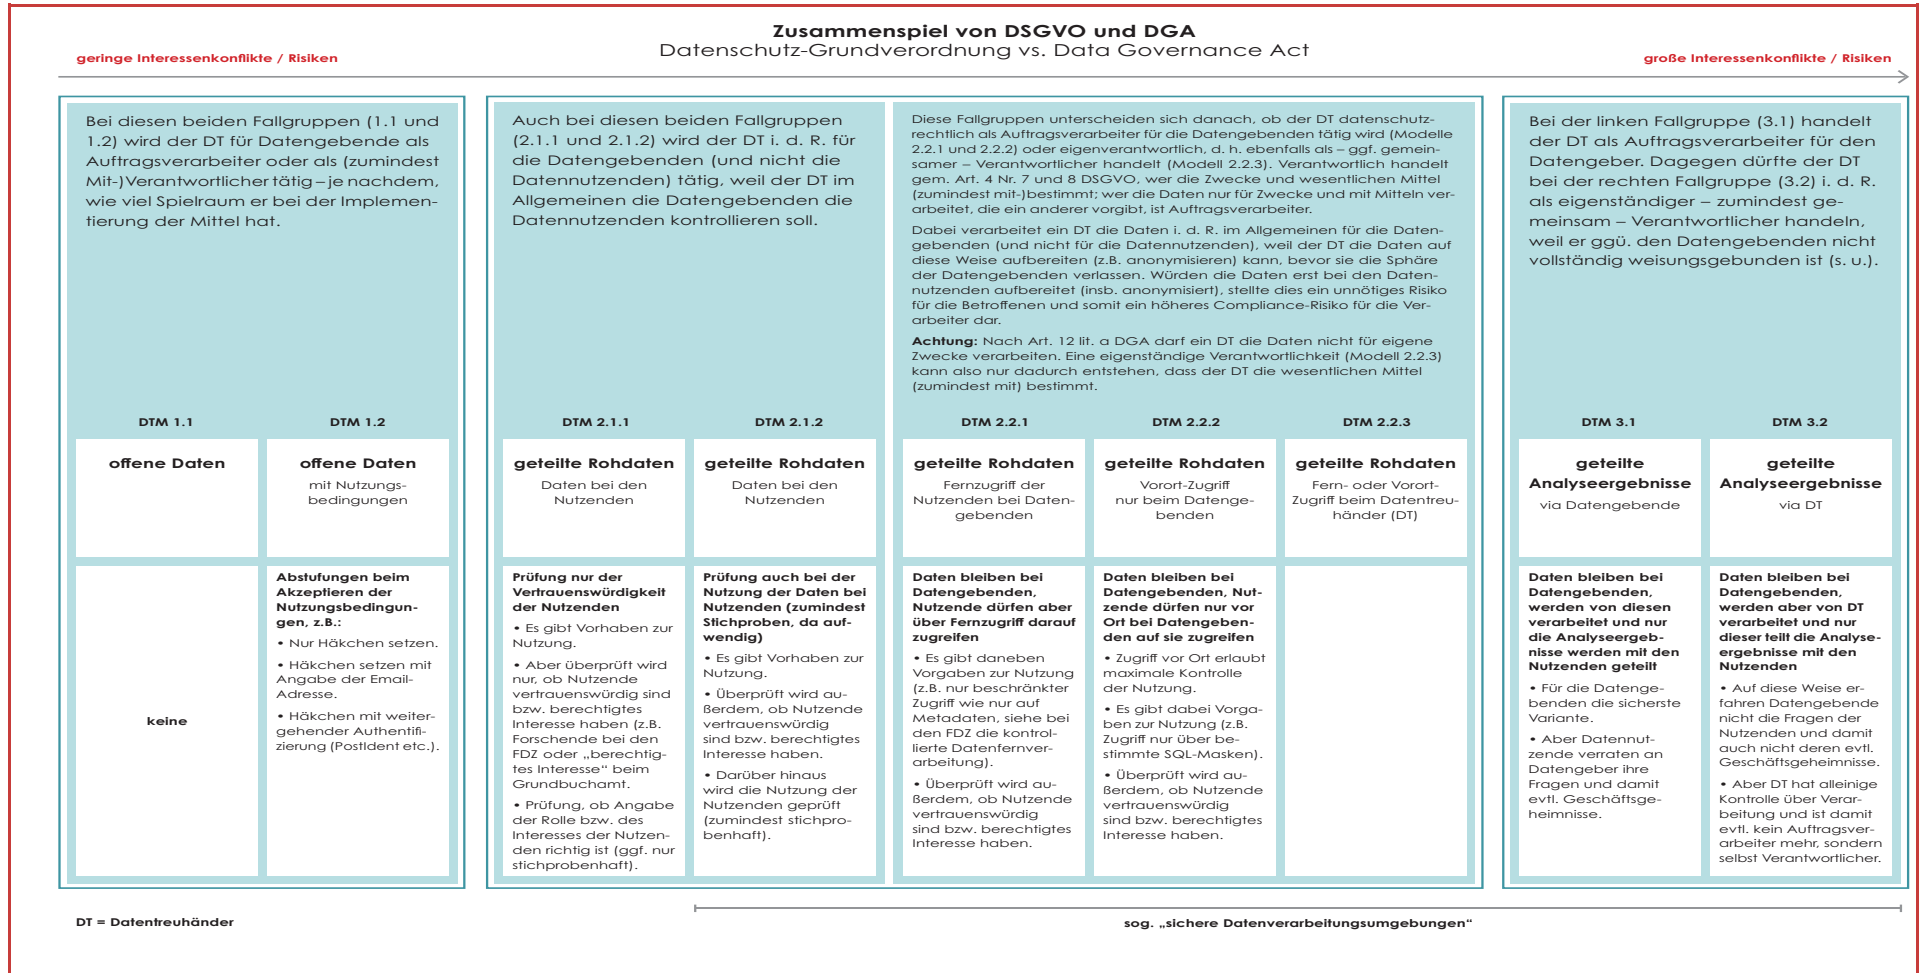 Zusammenspiel von DSGVO und DGA
Datenschutz-Grundverordnung vs. Data Governance Act
geringe Interessenkonflikte / Risiken
große Interessenkonflikte / Risiken
Bei diesen beiden Fallgruppen (1.1 und
1.2) wird der DT für Datengebende als
Auftragsverarbeiter oder als (zumindest
Mit-)Verantwortlicher tätig – je nachdem,
wie viel Spielraum er bei der Implemen-
tierung der Mittel hat.
Auch bei diesen beiden Fallgruppen
(2.1.1 und 2.1.2) wird der DT i. d. R. für
die Datengebenden (und nicht die
Datennutzenden) tätig, weil der DT im
Allgemeinen die Datengebenden die
Datennutzenden kontrollieren soll.
Diese Fallgruppen unterscheiden sich danach, ob der DT datenschutz-
rechtlich als Auftragsverarbeiter für die Datengebenden tätig wird (Modelle
2.2.1 und 2.2.2) oder eigenverantwortlich, d. h. ebenfalls als – ggf. gemein-
samer – Verantwortlicher handelt (Modell 2.2.3). Verantwortlich handelt
gem. Art. 4 Nr. 7 und 8 DSGVO, wer die Zwecke und wesentlichen Mittel
(zumindest mit-)bestimmt; wer die Daten nur für Zwecke und mit Mitteln ver-
arbeitet, die ein anderer vorgibt, ist Auftragsverarbeiter.
Dabei verarbeitet ein DT die Daten i. d. R. im Allgemeinen für die Daten-
gebenden (und nicht für die Datennutzenden), weil der DT die Daten auf
diese Weise aufbereiten (z.B. anonymisieren) kann, bevor sie die Sphäre
der Datengebenden verlassen. Würden die Daten erst bei den Daten-
nutzenden aufbereitet (insb. anonymisiert), stellte dies ein unnötiges Risiko
für die Betroffenen und somit ein höheres Compliance-Risiko für die Ver-
arbeiter dar.
Achtung: Nach Art. 12 lit. a DGA darf ein DT die Daten nicht für eigene
Zwecke verarbeiten. Eine eigenständige Verantwortlichkeit (Modell 2.2.3)
kann also nur dadurch entstehen, dass der DT die wesentlichen Mittel
(zumindest mit) bestimmt.
Bei der linken Fallgruppe (3.1) handelt
der DT als Auftragsverarbeiter für den
Datengeber. Dagegen dürfte der DT
bei der rechten Fallgruppe (3.2) i. d. R.
als eigenständiger – zumindest ge-
meinsam – Verantwortlicher handeln,
weil er ggü. den Datengebenden nicht
vollständig weisungsgebunden ist (s. u.).
DTM 1.1
offene Daten
keine
DTM 1.2
offene Daten
mit Nutzungs-
bedingungen
Abstufungen beim
Akzeptieren der
Nutzungsbedingun-
gen, z.B.:
• Nur Häkchen setzen.
• Häkchen setzen mit
Angabe der Email-
Adresse.
• Häkchen mit weiter-
gehender Authentifi-
zierung (PostIdent etc.).
DTM 2.1.1
geteilte Rohdaten
Daten bei den
Nutzenden
Prüfung nur der
Vertrauenswürdigkeit
der Nutzenden
• Es gibt Vorhaben zur
Nutzung.
• Aber überprüft wird
nur, ob Nutzende
vertrauenswürdig sind
bzw. berechtigtes
Interesse haben (z.B.
Forschende bei den
FDZ oder „berechtig-
tes Interesse“ beim
Grundbuchamt.
• Prüfung, ob Angabe
der Rolle bzw. des
Interesses der Nutzen-
den richtig ist (ggf. nur
stichprobenhaft).
DTM 2.1.2
geteilte Rohdaten
Daten bei den
Nutzenden
Prüfung auch bei der
Nutzung der Daten bei
Nutzenden (zumindest
Stichproben, da auf-
wendig)
• Es gibt Vorhaben zur
Nutzung.
• Überprüft wird au-
ßerdem, ob Nutzende
vertrauenswürdig
sind bzw. berechtigtes
Interesse haben.
• Darüber hinaus
wird die Nutzung der
Nutzenden geprüft
(zumindest stichpro-
benhaft).
DTM 2.2.1
geteilte Rohdaten
Fernzugriff der
Nutzenden bei Daten-
gebenden
Daten bleiben bei
Datengebenden,
Nutzende dürfen aber
über Fernzugriff darauf
zugreifen
• Es gibt daneben
Vorgaben zur Nutzung
(z.B. nur beschränkter
Zugriff wie nur auf
Metadaten, siehe bei
den FDZ die kontrol-
lierte Datenfernver-
arbeitung).
• Überprüft wird au-
ßerdem, ob Nutzende
vertrauenswürdig
sind bzw. berechtigtes
Interesse haben.
DTM 2.2.2
geteilte Rohdaten
Vorort-Zugriff
nur beim Datenge-
benden
Daten bleiben bei
Datengebenden, Nut-
zende dürfen nur vor
Ort bei Datengeben-
den auf sie zugreifen
• Zugriff vor Ort erlaubt
maximale Kontrolle
der Nutzung.
• Es gibt dabei Vorga-
ben zur Nutzung (z.B.
Zugriff nur über be-
stimmte SQL-Masken).
• Überprüft wird au-
ßerdem, ob Nutzende
vertrauenswürdig
sind bzw. berechtigtes
Interesse haben.
DTM 2.2.3
geteilte Rohdaten
Fern- oder Vorort-
Zugriff beim Datentreu-
händer (DT)
DTM 3.1
geteilte
Analyseergebnisse
via Datengebende
Daten bleiben bei
Datengebenden,
werden von diesen
verarbeitet und nur
die Analyseergeb-
nisse werden mit den
Nutzenden geteilt
• Für die Datenge-
benden die sicherste
Variante.
• Aber Datennut-
zende verraten an
Datengeber ihre
Fragen und damit
evtl. Geschäftsge-
heimnisse.
DTM 3.2
geteilte
Analyseergebnisse
via DT
Daten bleiben bei
Datengebenden,
werden aber von DT
verarbeitet und nur
dieser teilt die Analyse-
ergebnisse mit den
Nutzenden
• Auf diese Weise er-
fahren Datengebende
nicht die Fragen der
Nutzenden und damit
auch nicht deren evtl.
Geschäftsgeheimnisse.
• Aber DT hat alleinige
Kontrolle über Verar-
beitung und ist damit
evtl. kein Auftragsver-
arbeiter mehr, sondern
selbst Verantwortlicher.
DT = Datentreuhänder
sog. „sichere Datenverarbeitungsumgebungen“